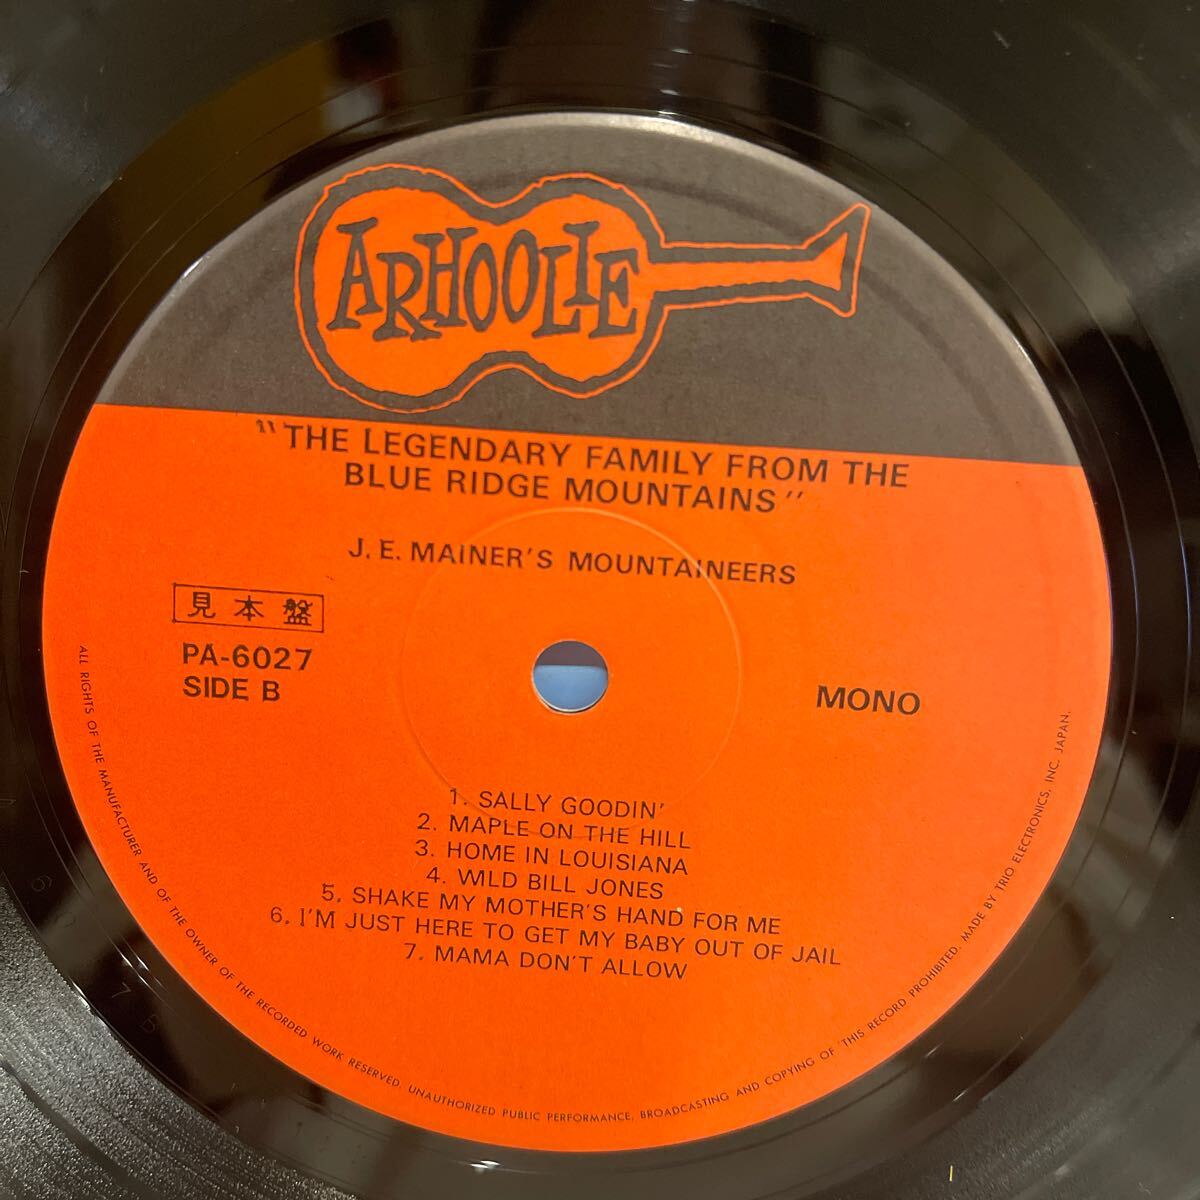 ARHOOLIE
"THE LEGENDARY FAMILY FROM THE
BLUE RIDGE MOUNTAINS"
J. E. MAINER'S MOUNTAINEERS
見本盤
PA-6027
SIDE B
MONO
1. SALLY GOODIN'
2. MAPLE ON THE HILL
3. HOME IN LOUISIANA
4. WILD BILL JONES
5. SHAKE MY MOTHER'S HAND FOR ME
6. I'M JUST HERE TO GET MY BABY OUT OF JAIL
7. MAMA DON'T ALLOW
ALL RIGHTS OF THE MANUFACTURER AND OF THE OWNER OF THE RECORDED WORK RESERVED. UNAUTHORIZED PUBLIC PERFORMANCE, BROADCASTING AND COPYING OF THIS RECORD PROHIBITED. MADE BY TRIO ELECTRONICS, INC. JAPAN.